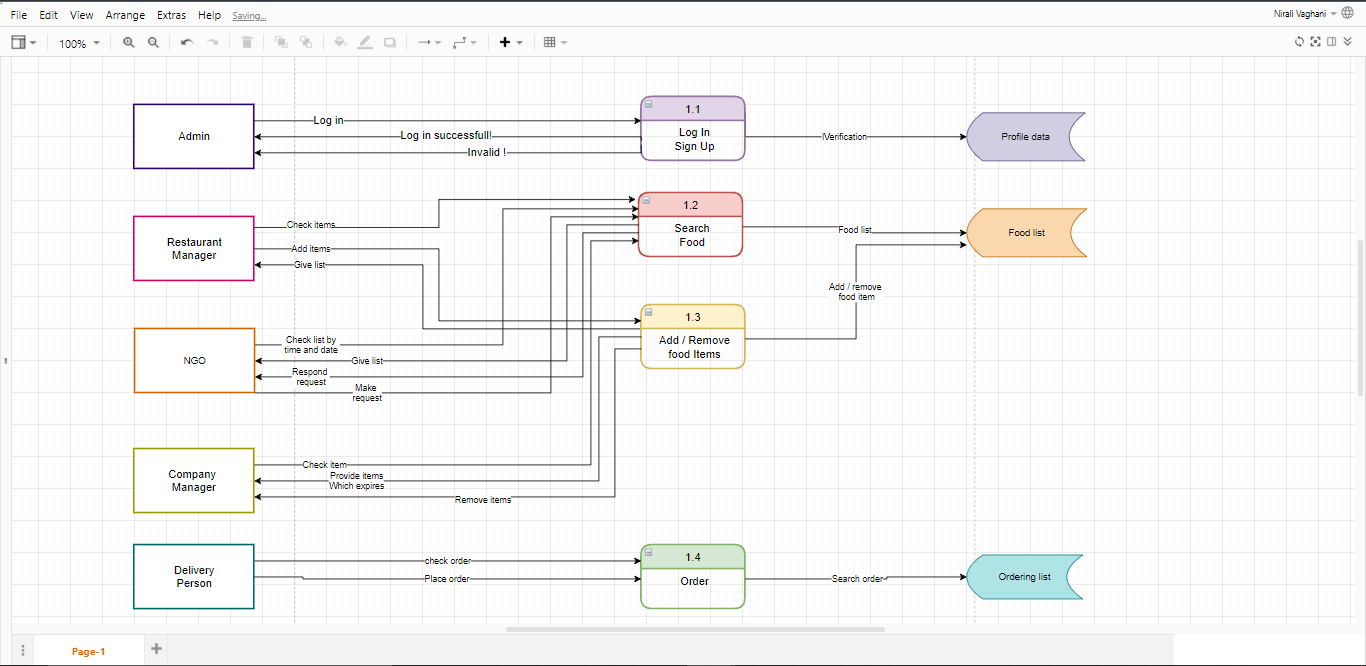 File Edit View Arrange Extras Help Saving...
Nirali Vaghani
100%
1.1
Log in
Admin
Log in successfull!
Log In
Sign Up
Verification
Profile data
Invalid !
1.2
Check items
Search
Food
Food list
Food list
Restaurant
Manager
Add items
Give list
Add / remove
food item
1.3
Check list by
time and date
Add / Remove
food Items
NGO
Give list
Respond
request
Make
request
Check item
Company
Manager
Provide items
Which expires
Remove items
1.4
check order
Delivery
Person
Place order
Order
Search order
Ordering list
Page-1